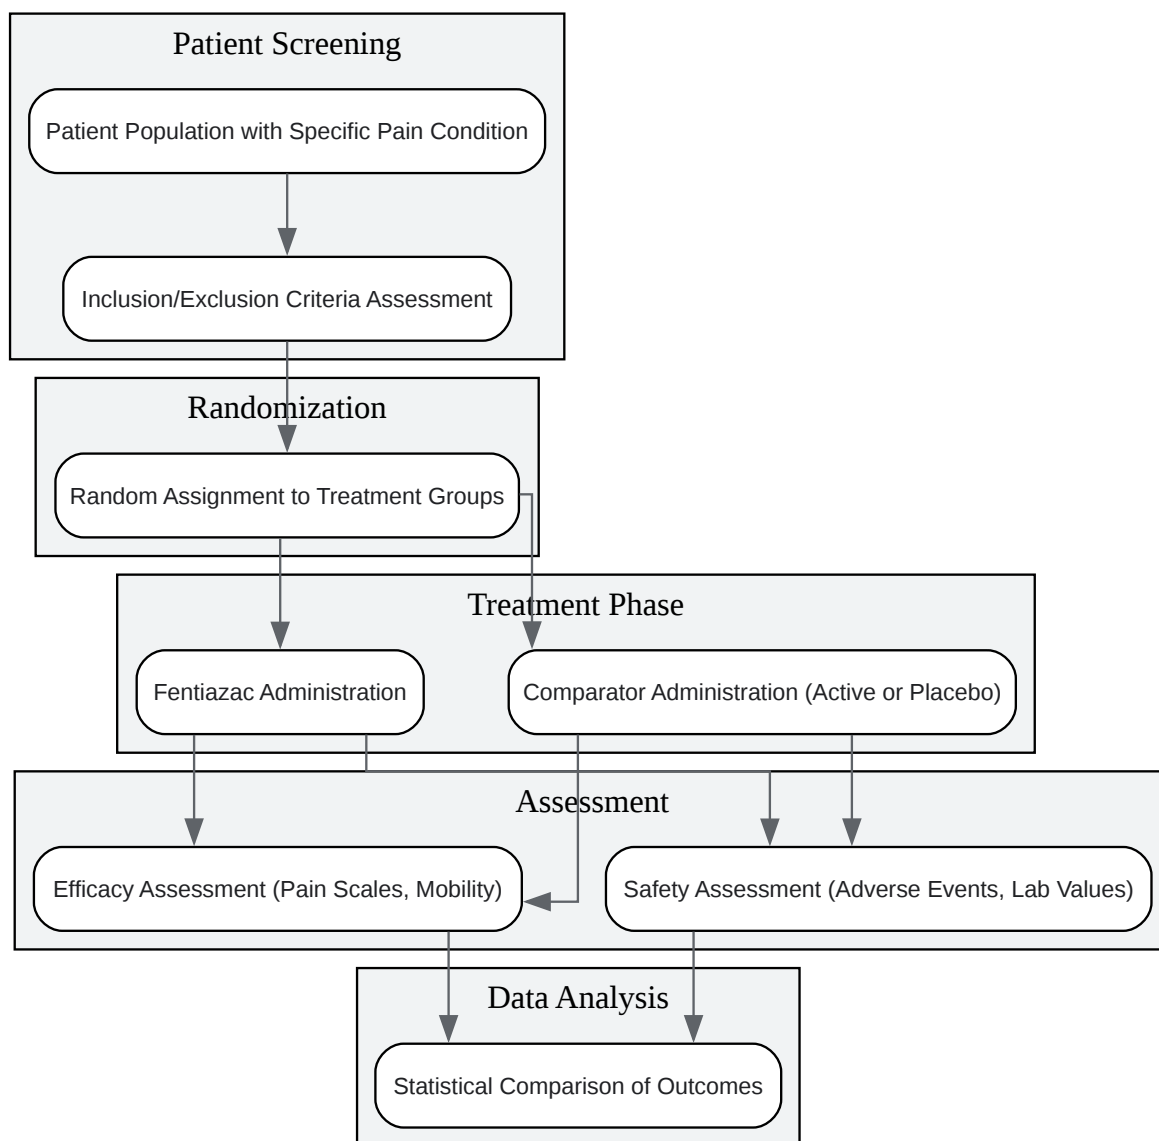 Patient Screening
Patient Population with Specific Pain Condition
Inclusion/Exclusion Criteria Assessment
Randomization
Random Assignment to Treatment Groups
Treatment Phase
Fentiazac Administration
Comparator Administration (Active or Placebo)
Assessment
Efficacy Assessment (Pain Scales, Mobility)
Safety Assessment (Adverse Events, Lab Values)
Data Analysis
Statistical Comparison of Outcomes